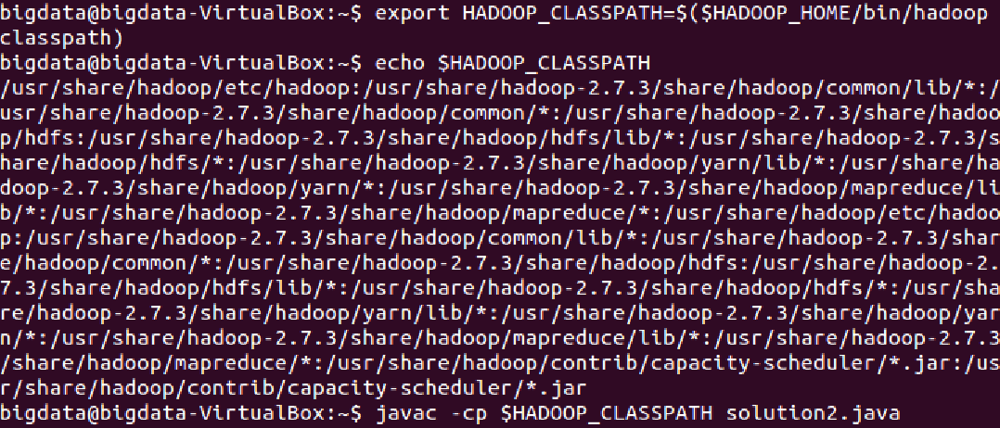 bigdata@bigdata-VirtualBox:~$ export HADOOP_CLASSPATH=$($HADOOP_HOME/bin/hadoop
classpath)
bigdata@bigdata-VirtualBox:~$ echo $HADOOP_CLASSPATH
/usr/share/hadoop/etc/hadoop:/usr/share/hadoop-2.7.3/share/hadoop/common/lib/*:/
usr/share/hadoop-2.7.3/share/hadoop/common/*:/usr/share/hadoop-2.7.3/share/hadoo
p/hdfs:/usr/share/hadoop-2.7.3/share/hadoop/hdfs/lib/*:/usr/share/hadoop-2.7.3/s
hare/hadoop/hdfs/*:/usr/share/hadoop-2.7.3/share/hadoop/yarn/lib/*:/usr/share/ha
doop-2.7.3/share/hadoop/yarn/*:/usr/share/hadoop-2.7.3/share/hadoop/mapreduce/li
b/*:/usr/share/hadoop-2.7.3/share/hadoop/mapreduce/*:/usr/share/hadoop/etc/hadoo
p:/usr/share/hadoop-2.7.3/share/hadoop/common/lib/*:/usr/share/hadoop-2.7.3/shar
e/hadoop/common/*:/usr/share/hadoop-2.7.3/share/hadoop/hdfs:/usr/share/hadoop-2.
7.3/share/hadoop/hdfs/lib/*:/usr/share/hadoop-2.7.3/share/hadoop/hdfs/*:/usr/sha
re/hadoop-2.7.3/share/hadoop/yarn/lib/*:/usr/share/hadoop-2.7.3/share/hadoop/yar
n/*:/usr/share/hadoop-2.7.3/share/hadoop/mapreduce/lib/*:/usr/share/hadoop-2.7.3
/share/hadoop/mapreduce/*:/usr/share/hadoop/contrib/capacity-scheduler/*.jar:/us
r/share/hadoop/contrib/capacity-scheduler/*.jar
bigdata@bigdata-VirtualBox:~$ javac -cp $HADOOP_CLASSPATH solution2.java